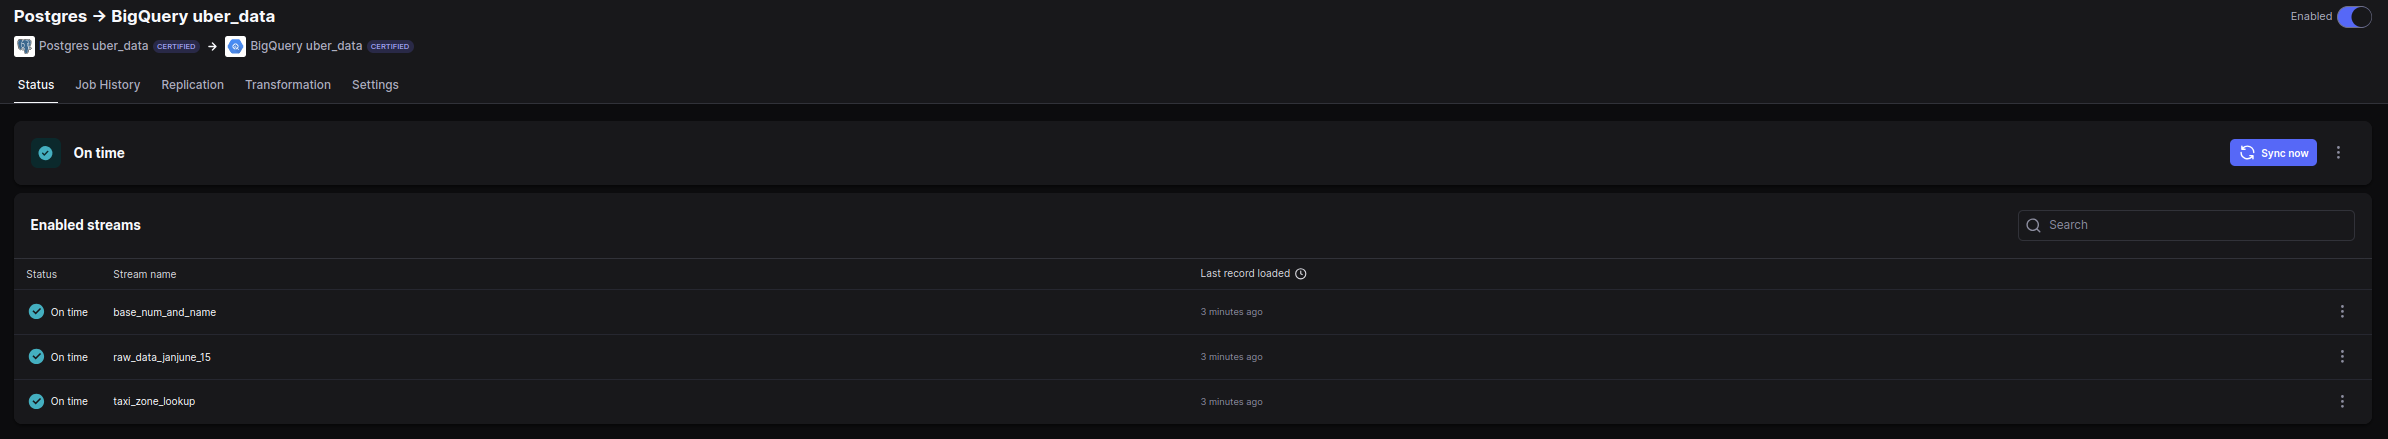 Postgres → BigQuery uber_data
Enabled
Postgres uber_data CERTIFIED → BigQuery uber_data CERTIFIED
Status Job History Replication Transformation Settings
On time
Sync now
Enabled streams
Search
Status Stream name Last record loaded
On time base_num_and_name 3 minutes ago
On time raw_data_janjune_15 3 minutes ago
On time taxi_zone_lookup 3 minutes ago